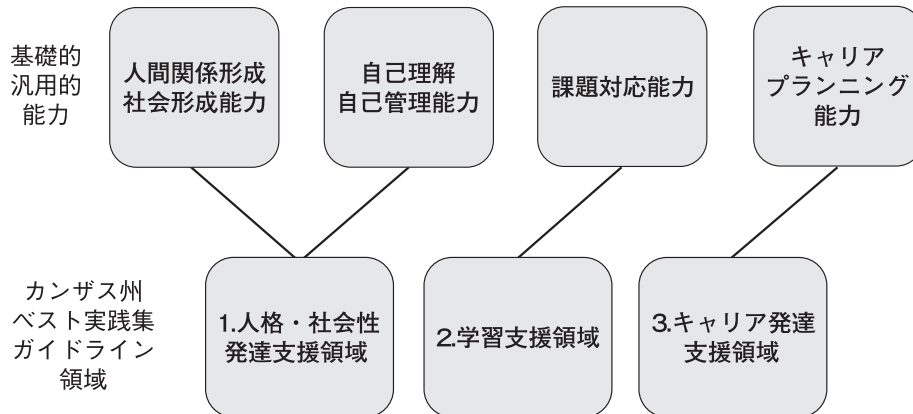 基礎的
汎用的
能力
人間関係形成
社会形成能力
自己理解
自己管理能力
課題対応能力
キャリア
プランニング
能力
カンザス州
ベスト実践集
ガイドライン
領域
1.人格・社会性
発達支援領域
2.学習支援領域
3.キャリア発達
支援領域